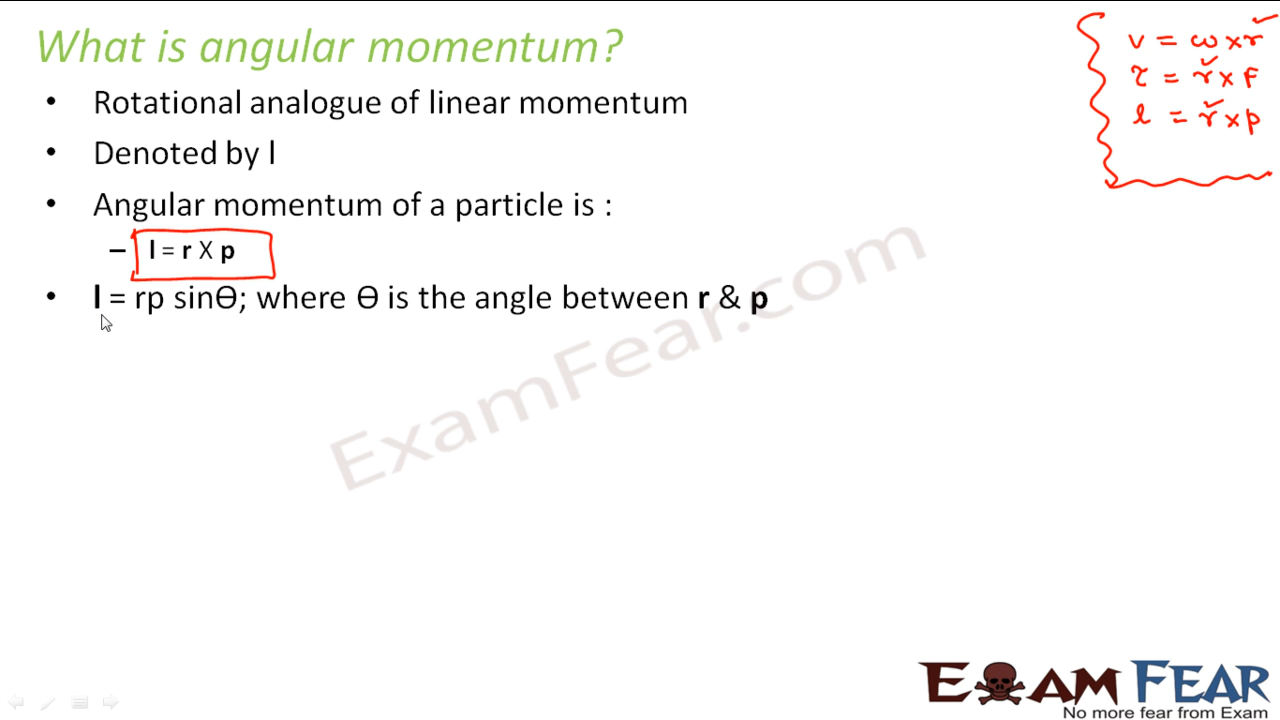 What is angular momentum?
v = ω×r
τ = r×F
l = r×p
• Rotational analogue of linear momentum
• Denoted by l
• Angular momentum of a particle is :
– l = r X p
• l = rp sinƟ; where Ɵ is the angle between r & p
ExamFear.com
EXAM FEAR
No more fear from Exam